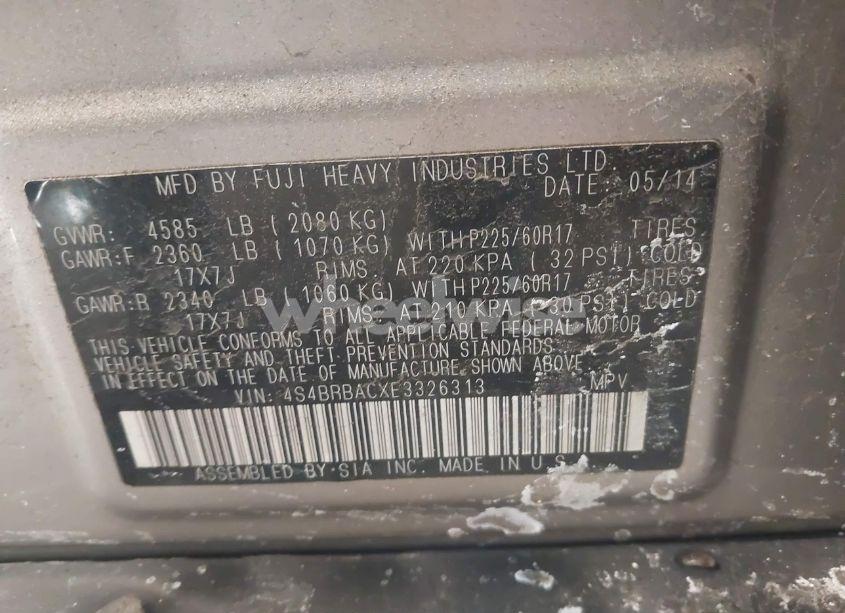 MFD BY FUJI HEAVY INDUSTRIES LTD.
DATE: 05/14
GVWR: 4585 LB ( 2080 KG)
GAWR:F 2360 LB ( 1070 KG) WITH P225/60R17 TIRES
17X7J RIMS. AT 220 KPA ( 32 PSI) COLD
GAWR:R 2340 LB ( 1060 KG) WITH P225/60R17 TIRES
17X7J RIMS. AT 210 KPA ( 30 PSI) COLD
THIS VEHICLE CONFORMS TO ALL APPLICABLE FEDERAL MOTOR
VEHICLE SAFETY AND THEFT PREVENTION STANDARDS
IN EFFECT ON THE DATE OF MANUFACTURE SHOWN ABOVE.
VIN: 4S4BRBACXE3326313 MPV
ASSEMBLED BY SIA INC. MADE IN U.S.
wheelwise